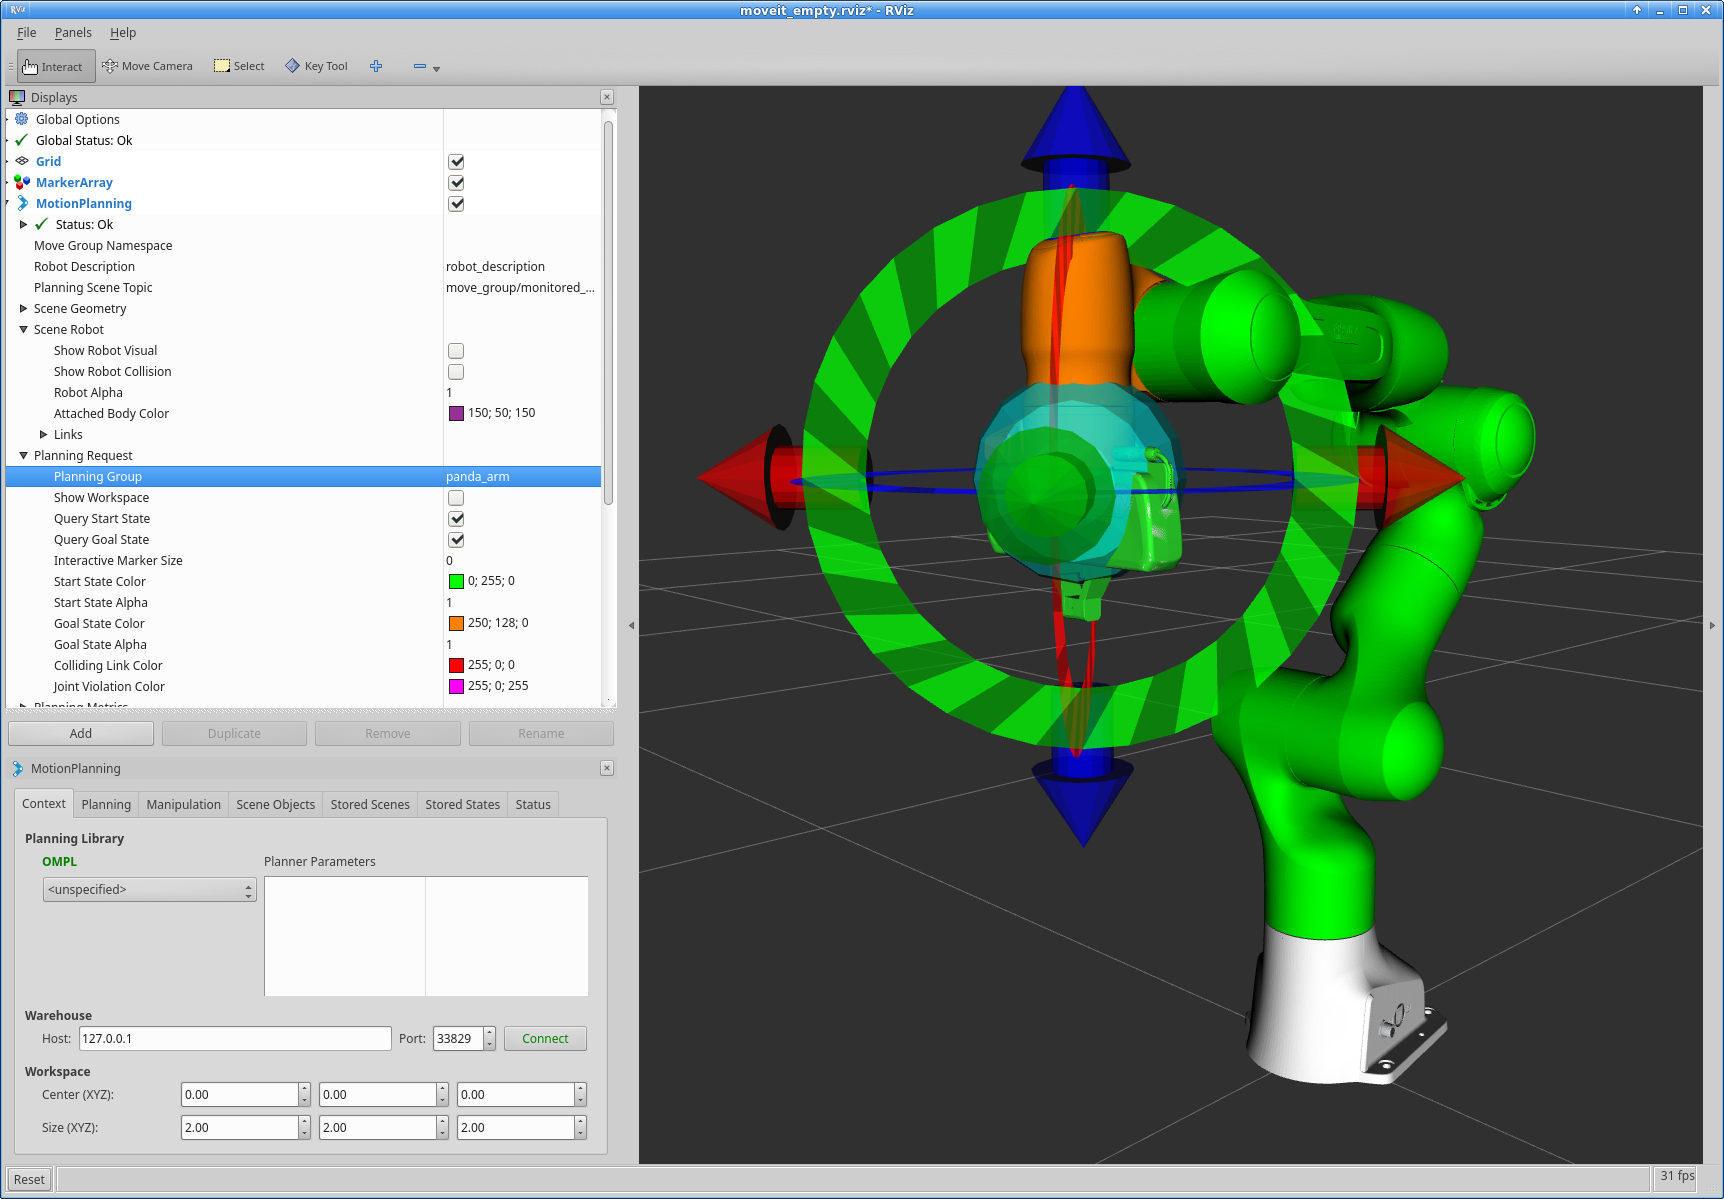 RViz
moveit_empty.rviz* - RViz
File Panels Help
Interact Move Camera Select Key Tool
Displays
Global Options
Global Status: Ok
Grid
MarkerArray
MotionPlanning
Status: Ok
Move Group Namespace
Robot Description robot_description
Planning Scene Topic move_group/monitored_...
Scene Geometry
Scene Robot
Show Robot Visual
Show Robot Collision
Robot Alpha 1
Attached Body Color 150; 50; 150
Links
Planning Request
Planning Group panda_arm
Show Workspace
Query Start State
Query Goal State
Interactive Marker Size 0
Start State Color 0; 255; 0
Start State Alpha 1
Goal State Color 250; 128; 0
Goal State Alpha 1
Colliding Link Color 255; 0; 0
Joint Violation Color 255; 0; 255
Planning Metrics
Add Duplicate Remove Rename
MotionPlanning
Context Planning Manipulation Scene Objects Stored Scenes Stored States Status
Planning Library
OMPL Planner Parameters
<unspecified>
Warehouse
Host: 127.0.0.1 Port: 33829 Connect
Workspace
Center (XYZ): 0.00 0.00 0.00
Size (XYZ): 2.00 2.00 2.00
Reset 31 fps